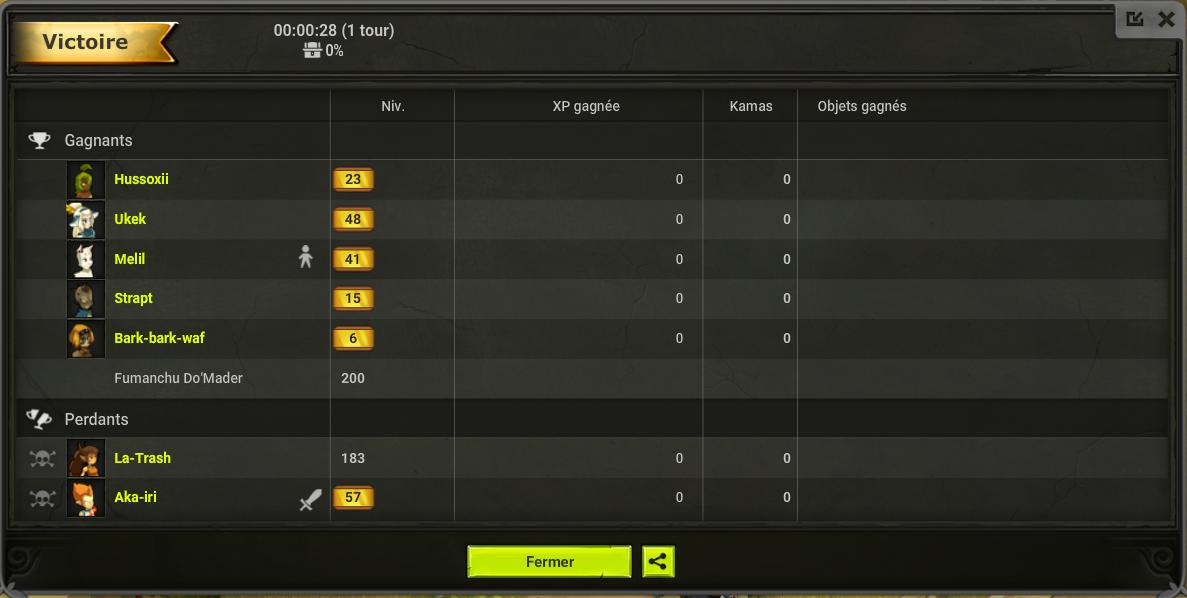 Victoire
00:00:28 (1 tour)
0%
Niv. XP gagnée Kamas Objets gagnés
Gagnants
Hussoxii 23 0 0
Ukek 48 0 0
Melil 41 0 0
Strapt 15 0 0
Bark-bark-waf 6 0 0
Fumanchu Do'Mader 200
Perdants
La-Trash 183 0 0
Aka-iri 57 0 0
Fermer